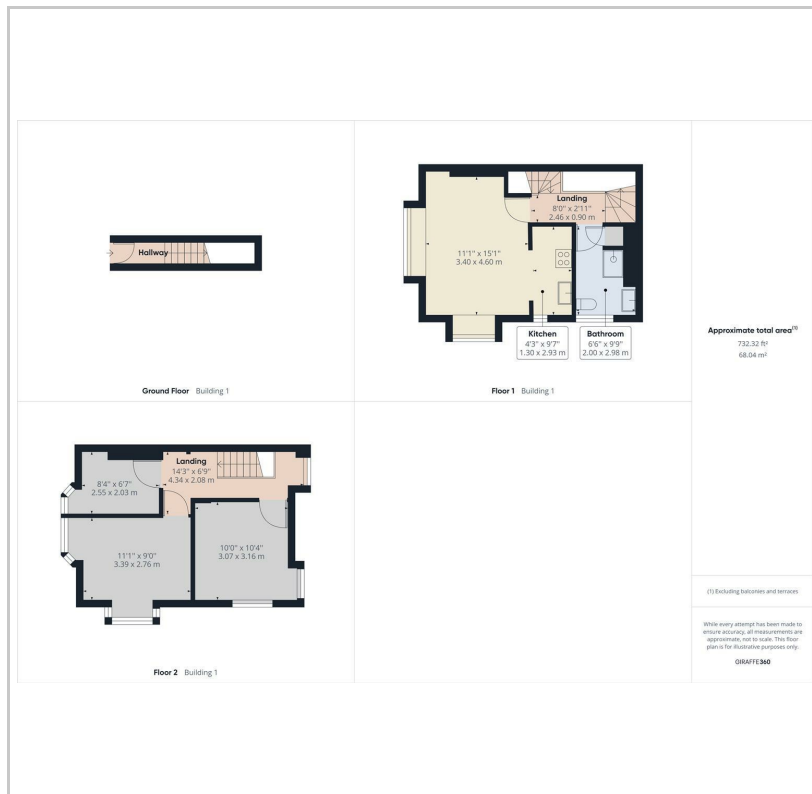 Hallway
Ground Floor Building 1
Landing
8'0" x 2'11"
2.46 x 0.90 m
11'1" x 15'1"
3.40 x 4.60 m
Kitchen
4'3" x 9'7"
1.30 x 2.93 m
Bathroom
6'6" x 9'9"
2.00 x 2.98 m
Floor 1 Building 1
Landing
14'3" x 6'9"
4.34 x 2.08 m
8'4" x 6'7"
2.55 x 2.03 m
11'1" x 9'0"
3.39 x 2.76 m
10'0" x 10'4"
3.07 x 3.16 m
Floor 2 Building 1
Approximate total area(1)
732.32 ft²
68.04 m²
(1) Excluding balconies and terraces
While every attempt has been made to
ensure accuracy, all measurements are
approximate, not to scale. This floor
plan is for illustrative purposes only.
GIRAFFE360